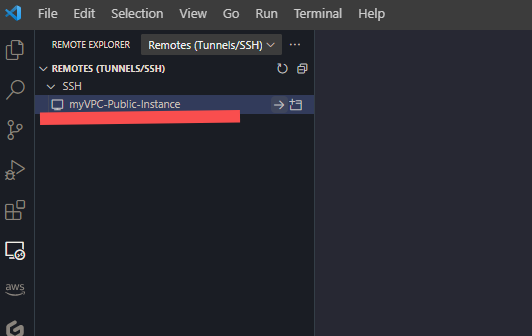 File Edit Selection View Go Run Terminal Help
REMOTE EXPLORER Remotes (Tunnels/SSH)
REMOTES (TUNNELS/SSH)
SSH
myVPC-Public-Instance
aws